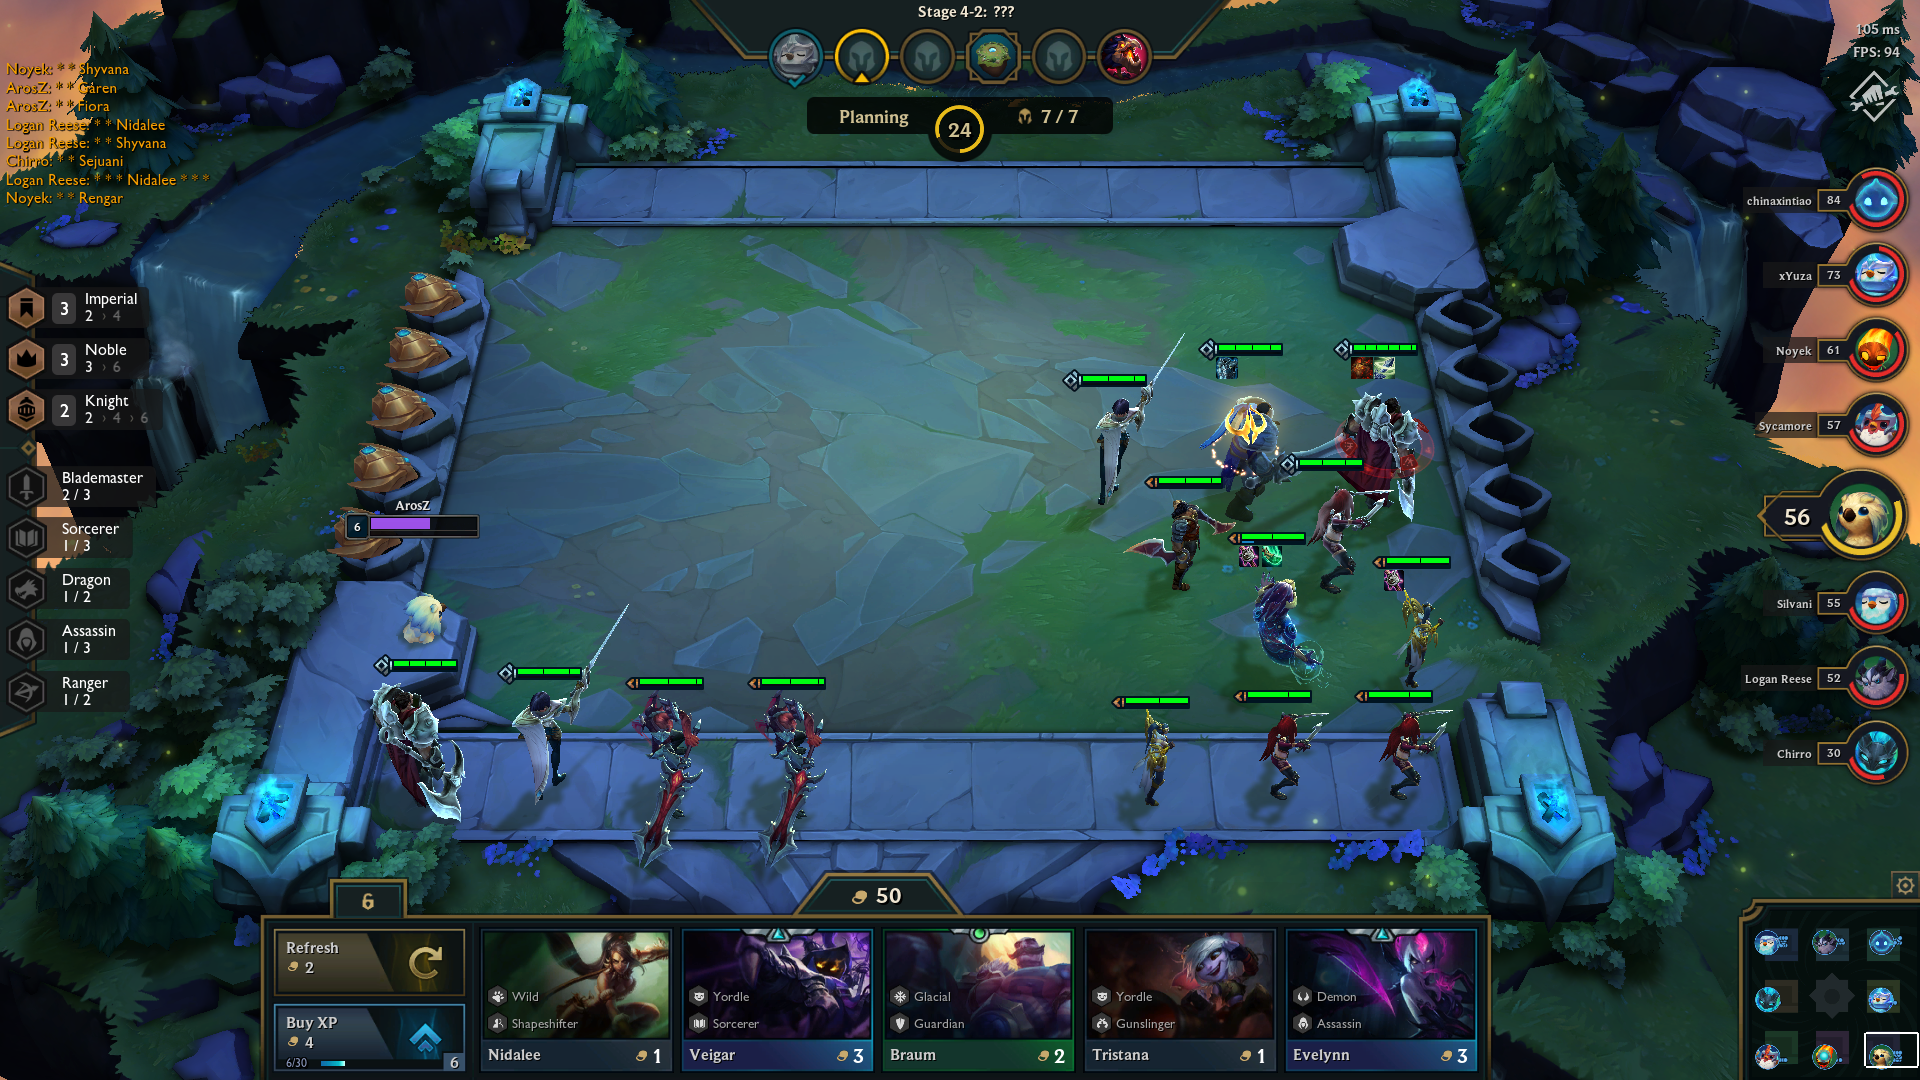 Stage 4-2: ???
105 ms
FPS: 94
Planning
24
7 / 7
Noyek: * * Shyvana
ArosZ: * * Garen
ArosZ: * * Fiora
Logan Reese: * * Nidalee
Logan Reese: * * Shyvana
Chirro: * * Sejuani
Logan Reese: * * * Nidalee * * *
Noyek: * * Rengar
3 Imperial
2 › 4
3 Noble
3 › 6
2 Knight
2 › 4 › 6
Blademaster
2 / 3
Sorcerer
1 / 3
Dragon
1 / 2
Assassin
1 / 3
Ranger
1 / 2
ArosZ
6
chinaxintiao 84
xYuza 73
Noyek 61
Sycamore 57
56
Silvani 55
Logan Reese 52
Chirro 30
6
50
Refresh
2
Buy XP
4
6/30
6
Wild
Shapeshifter
Nidalee 1
Yordle
Sorcerer
Veigar 3
Glacial
Guardian
Braum 2
Yordle
Gunslinger
Tristana 1
Demon
Assassin
Evelynn 3